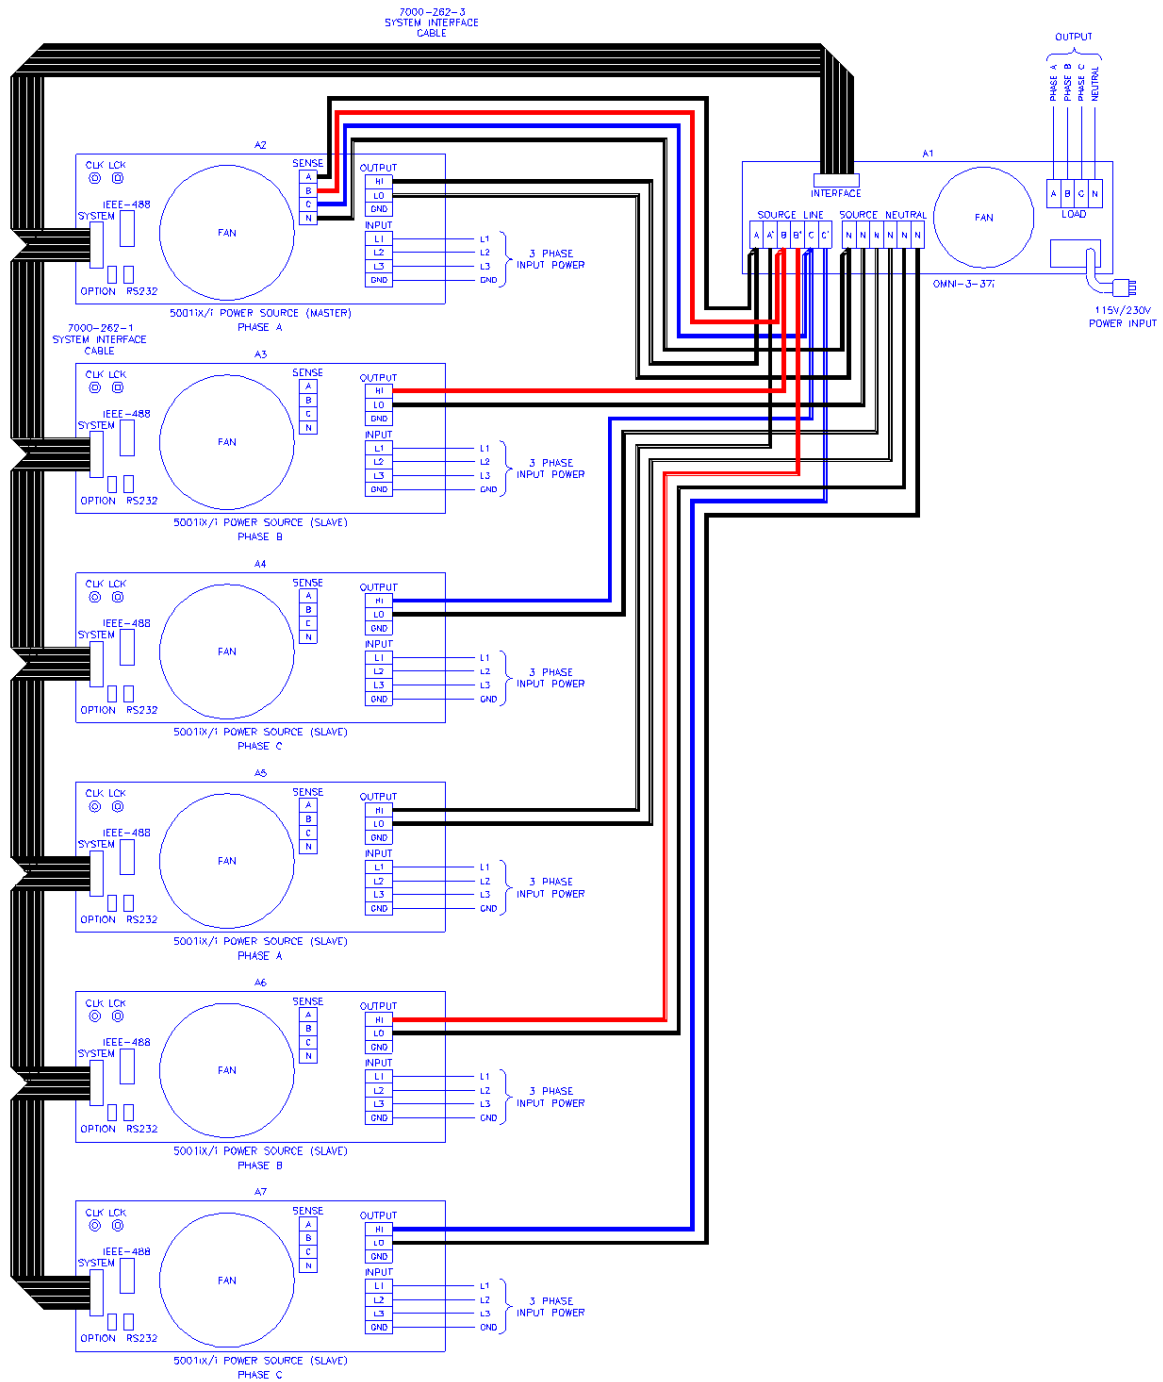 7000-262-3
SYSTEM INTERFACE
CABLE
OUTPUT
PHASE A
PHASE B
PHASE C
NEUTRAL
A1
INTERFACE
SOURCE LINE
SOURCE NEUTRAL
A A' B B' C C'
N N N N N N
FAN
A B C N
LOAD
OMNI-3-37i
115V/230V
POWER INPUT
A2
CLK LCK
SENSE
A
B
C
N
OUTPUT
HI
LO
GND
IEEE-488
SYSTEM
FAN
INPUT
L1 L1
L2 L2
L3 L3
GND GND
3 PHASE
INPUT POWER
OPTION RS232
5001iX/i POWER SOURCE (MASTER)
PHASE A
7000-262-1
SYSTEM INTERFACE
CABLE
A3
CLK LCK
SENSE
A
B
C
N
OUTPUT
HI
LO
GND
IEEE-488
SYSTEM
FAN
INPUT
L1 L1
L2 L2
L3 L3
GND GND
3 PHASE
INPUT POWER
OPTION RS232
5001iX/i POWER SOURCE (SLAVE)
PHASE B
A4
CLK LCK
SENSE
A
B
C
N
OUTPUT
HI
LO
GND
IEEE-488
SYSTEM
FAN
INPUT
L1 L1
L2 L2
L3 L3
GND GND
3 PHASE
INPUT POWER
OPTION RS232
5001iX/i POWER SOURCE (SLAVE)
PHASE C
A5
CLK LCK
SENSE
A
B
C
N
OUTPUT
HI
LO
GND
IEEE-488
SYSTEM
FAN
INPUT
L1 L1
L2 L2
L3 L3
GND GND
3 PHASE
INPUT POWER
OPTION RS232
5001iX/i POWER SOURCE (SLAVE)
PHASE A
A6
CLK LCK
SENSE
A
B
C
N
OUTPUT
HI
LO
GND
IEEE-488
SYSTEM
FAN
INPUT
L1 L1
L2 L2
L3 L3
GND GND
3 PHASE
INPUT POWER
OPTION RS232
5001iX/i POWER SOURCE (SLAVE)
PHASE B
A7
CLK LCK
SENSE
A
B
C
N
OUTPUT
HI
LO
GND
IEEE-488
SYSTEM
FAN
INPUT
L1 L1
L2 L2
L3 L3
GND GND
3 PHASE
INPUT POWER
OPTION RS232
5001iX/i POWER SOURCE (SLAVE)
PHASE C